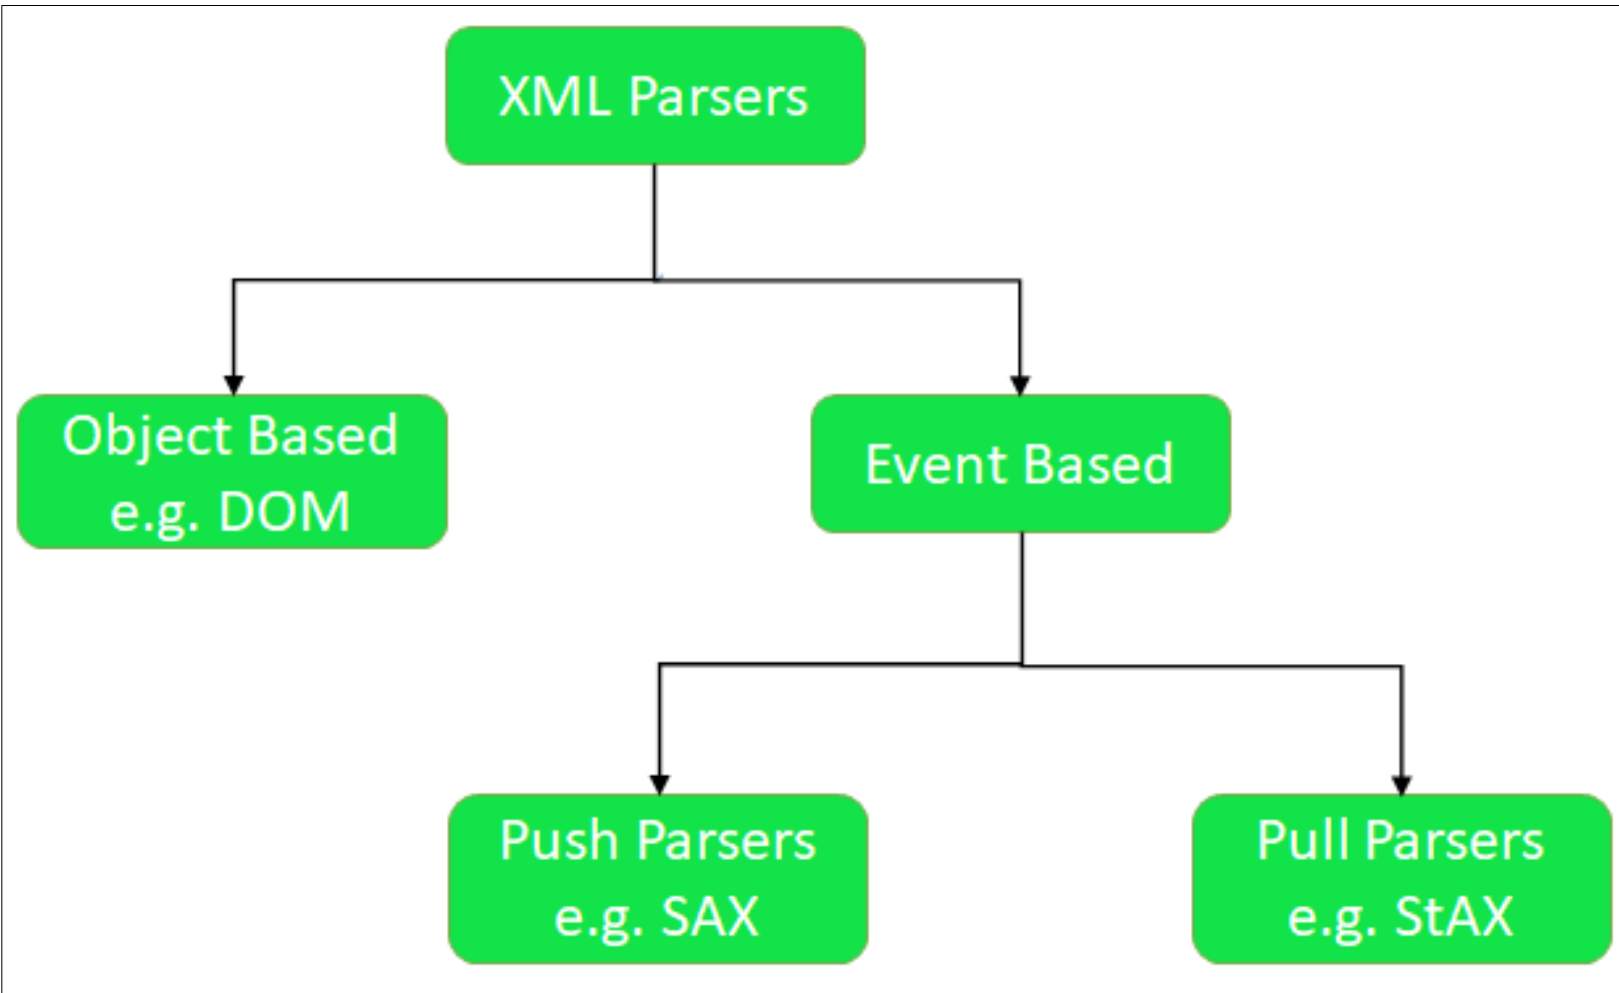 XML Parsers
Object Based
e.g. DOM
Event Based
Push Parsers
e.g. SAX
Pull Parsers
e.g. StAX